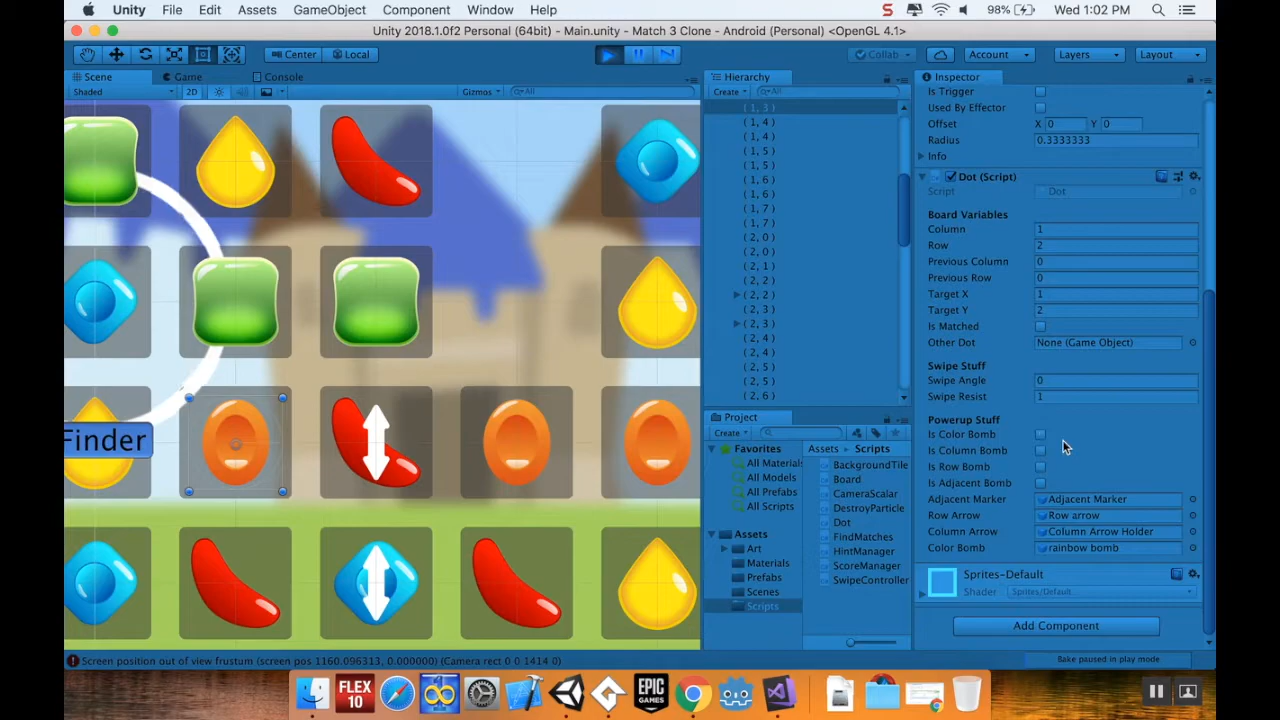 Unity File Edit Assets GameObject Component Window Help
98% Wed 1:02 PM
Unity 2018.1.0f2 Personal (64bit) - Main.unity - Match 3 Clone - Android (Personal) <OpenGL 4.1>
Center Local Collab Account Layers Layout
Scene Game Console Hierarchy Inspector
Shaded 2D Gizmos All Create All
Is Trigger
Used By Effector
Offset X 0 Y 0
Radius 0.3333333
Info
Dot (Script)
Script Dot
Board Variables
Column 1
Row 2
Previous Column 0
Previous Row 0
Target X 1
Target Y 2
Is Matched
Other Dot None (Game Object)
Swipe Stuff
Swipe Angle 0
Swipe Resist 1
Powerup Stuff
Is Color Bomb
Is Column Bomb
Is Row Bomb
Is Adjacent Bomb
Adjacent Marker Adjacent Marker
Row Arrow Row arrow
Column Arrow Column Arrow Holder
Color Bomb rainbow bomb
Sprites-Default
Shader Sprites/Default
Add Component
( 1, 3 )
( 1, 4 )
( 1, 4 )
( 1, 5 )
( 1, 5 )
( 1, 6 )
( 1, 6 )
( 1, 7 )
( 1, 7 )
( 2, 0 )
( 2, 0 )
( 2, 1 )
( 2, 2 )
( 2, 2 )
( 2, 3 )
( 2, 3 )
( 2, 4 )
( 2, 4 )
( 2, 5 )
( 2, 5 )
( 2, 6 )
Project
Create
Favorites
All Materials
All Models
All Prefabs
All Scripts
Assets
Art
Materials
Prefabs
Scenes
Scripts
Assets Scripts
BackgroundTile
Board
CameraScalar
DestroyParticle
Dot
FindMatches
HintManager
ScoreManager
SwipeController
Finder
Screen position out of view frustum (screen pos 1160.096313, 0.000000) (Camera rect 0 0 1414 0)
Bake paused in play mode
FLEX
10
EPIC
GAMES